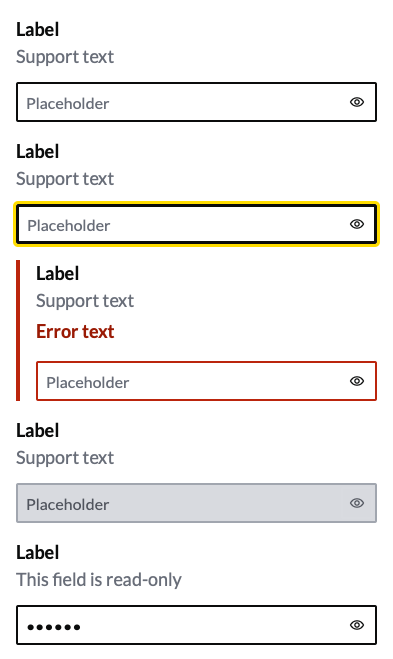 Label
Support text
Placeholder
Label
Support text
Placeholder
Label
Support text
Error text
Placeholder
Label
Support text
Placeholder
Label
This field is read-only
••••••